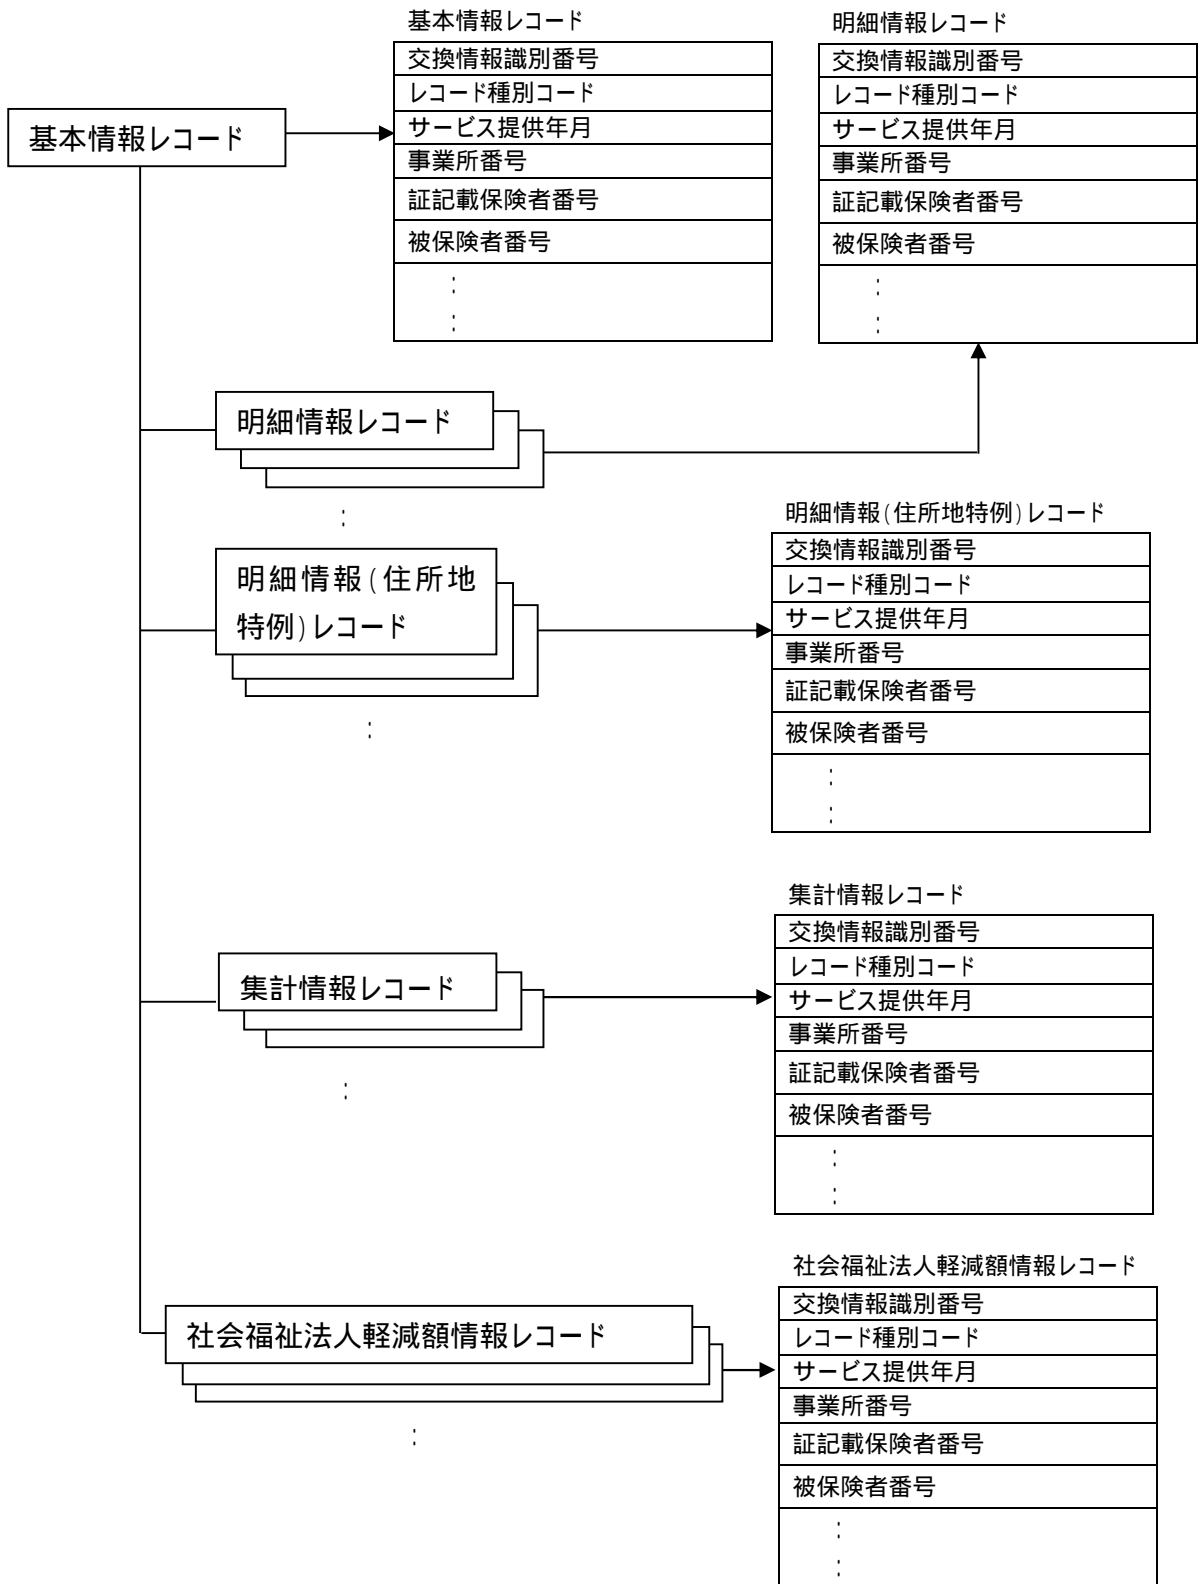 基本情報レコード
基本情報レコード
交換情報識別番号
レコード種別コード
サービス提供年月
事業所番号
証記載保険者番号
被保険者番号
:
:
明細情報レコード
交換情報識別番号
レコード種別コード
サービス提供年月
事業所番号
証記載保険者番号
被保険者番号
:
:
明細情報レコード
:
明細情報(住所地
特例)レコード
:
明細情報(住所地特例)レコード
交換情報識別番号
レコード種別コード
サービス提供年月
事業所番号
証記載保険者番号
被保険者番号
:
:
集計情報レコード
:
集計情報レコード
交換情報識別番号
レコード種別コード
サービス提供年月
事業所番号
証記載保険者番号
被保険者番号
:
:
社会福祉法人軽減額情報レコード
:
社会福祉法人軽減額情報レコード
交換情報識別番号
レコード種別コード
サービス提供年月
事業所番号
証記載保険者番号
被保険者番号
:
: